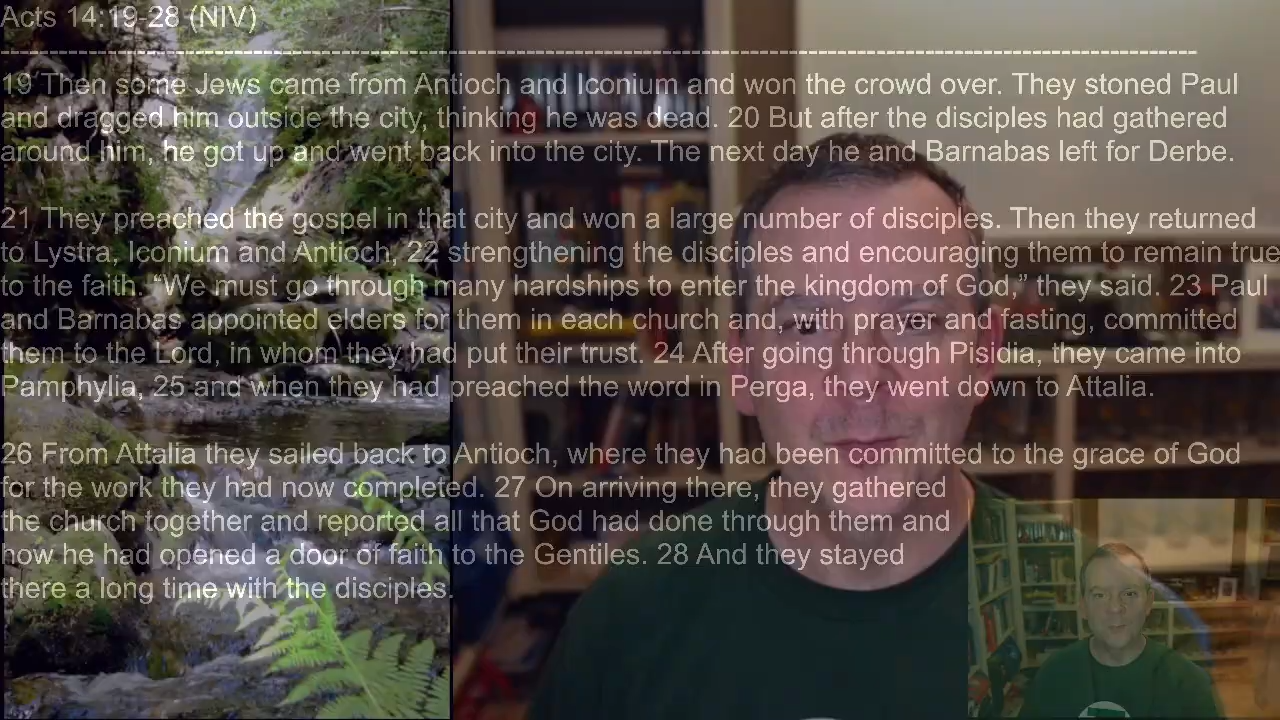 Acts 14:19-28 (NIV)
--------------------------------------------------------------------------------------------------------------
19 Then some Jews came from Antioch and Iconium and won the crowd over. They stoned Paul
and dragged him outside the city, thinking he was dead. 20 But after the disciples had gathered
around him, he got up and went back into the city. The next day he and Barnabas left for Derbe.
21 They preached the gospel in that city and won a large number of disciples. Then they returned
to Lystra, Iconium and Antioch, 22 strengthening the disciples and encouraging them to remain true
to the faith. “We must go through many hardships to enter the kingdom of God,” they said. 23 Paul
and Barnabas appointed elders for them in each church and, with prayer and fasting, committed
them to the Lord, in whom they had put their trust. 24 After going through Pisidia, they came into
Pamphylia, 25 and when they had preached the word in Perga, they went down to Attalia.
26 From Attalia they sailed back to Antioch, where they had been committed to the grace of God
for the work they had now completed. 27 On arriving there, they gathered
the church together and reported all that God had done through them and
how he had opened a door of faith to the Gentiles. 28 And they stayed
there a long time with the disciples.